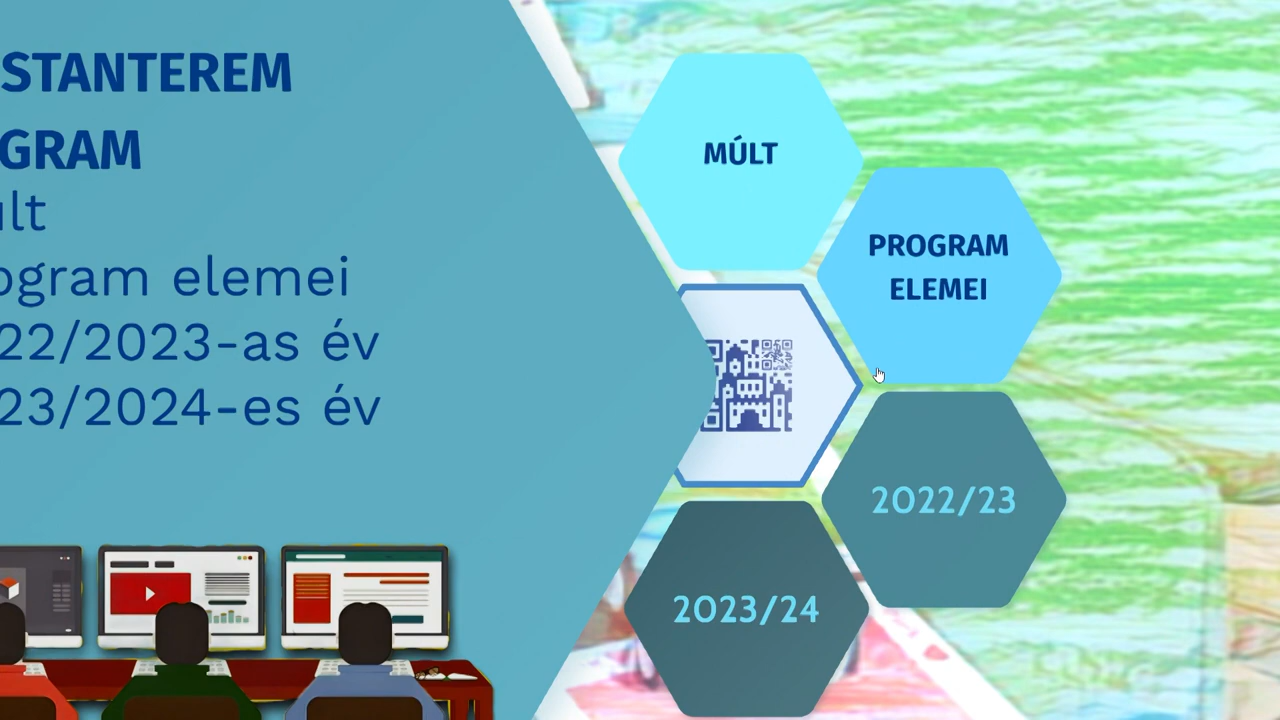 STANTEREM
GRAM
últ
ogram elemei
22/2023-as év
23/2024-es év
MÚLT
PROGRAM
ELEMEI
2022/23
2023/24